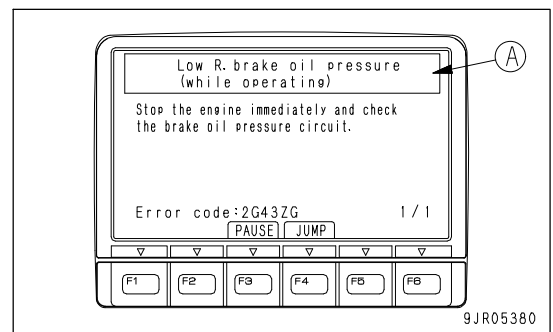 Low R. brake oil pressure
(while operating)
A
Stop the engine immediately and check
the brake oil pressure circuit.
Error code:2G43ZG 1/1
PAUSE JUMP
F1 F2 F3 F4 F5 F6
9JR05380